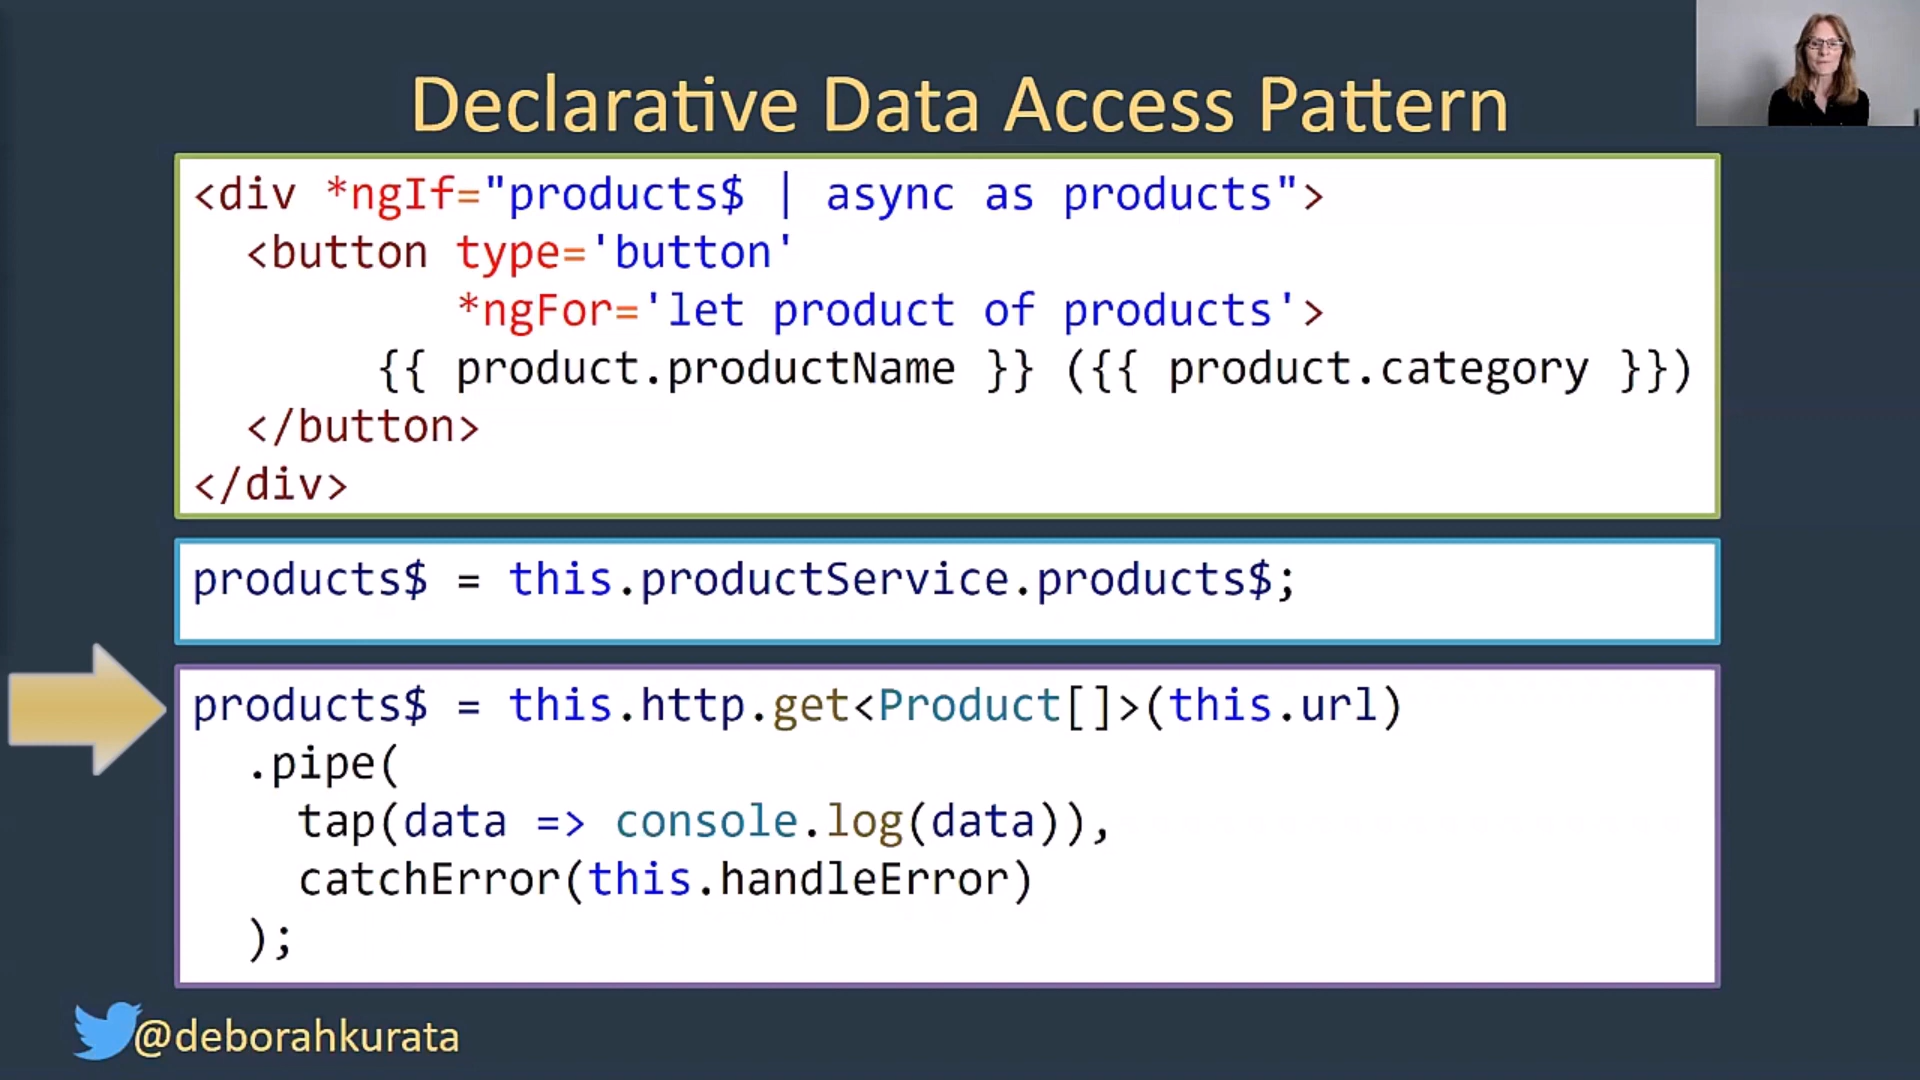 Declarative Data Access Pattern
<div *ngIf="products$ | async as products">
<button type='button'
*ngFor='let product of products'>
{{ product.productName }} ({{ product.category }})
</button>
</div>
products$ = this.productService.products$;
products$ = this.http.get<Product[]>(this.url)
.pipe(
tap(data => console.log(data)),
catchError(this.handleError)
);
@deborahkurata